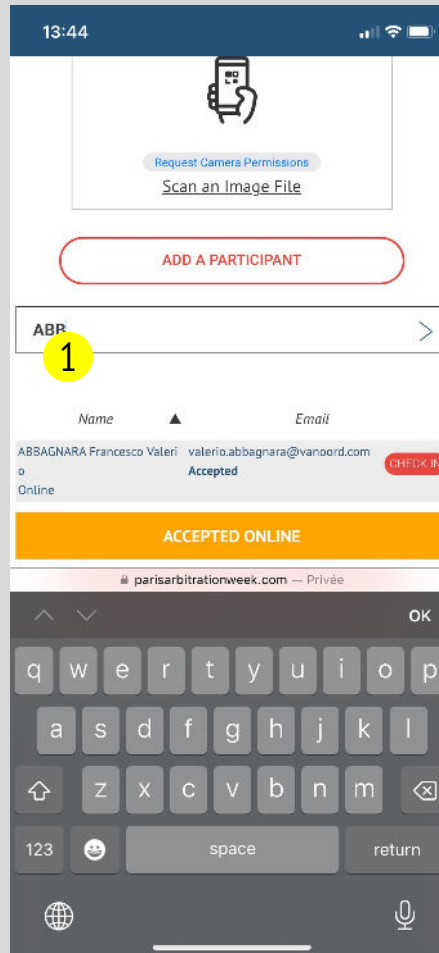 13:44
Request Camera Permissions
Scan an Image File
ADD A PARTICIPANT
ABB
1
Name ▲ Email
ABBAGNARA Francesco Valeri valerio.abbagnara@vanoord.com CHECK IN
o Accepted
Online
ACCEPTED ONLINE
parisarbitrationweek.com — Privée
OK
q w e r t y u i o p
a s d f g h j k l
z x c v b n m
123 space return